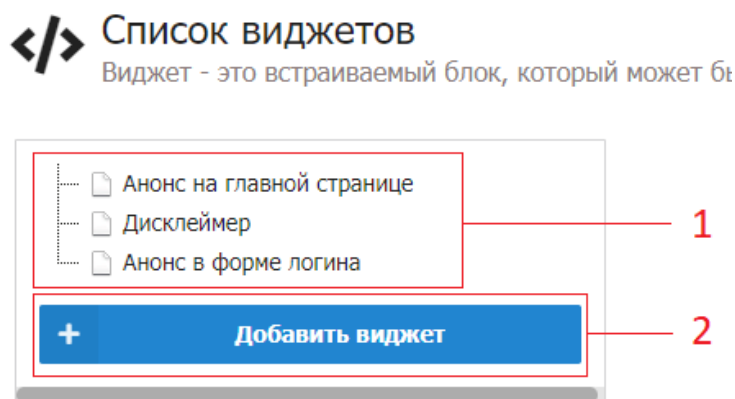 Список виджетов
Виджет - это встраиваемый блок, который может
Анонс на главной странице
Дисклеймер
1
Анонс в форме логина
+ Добавить виджет
2